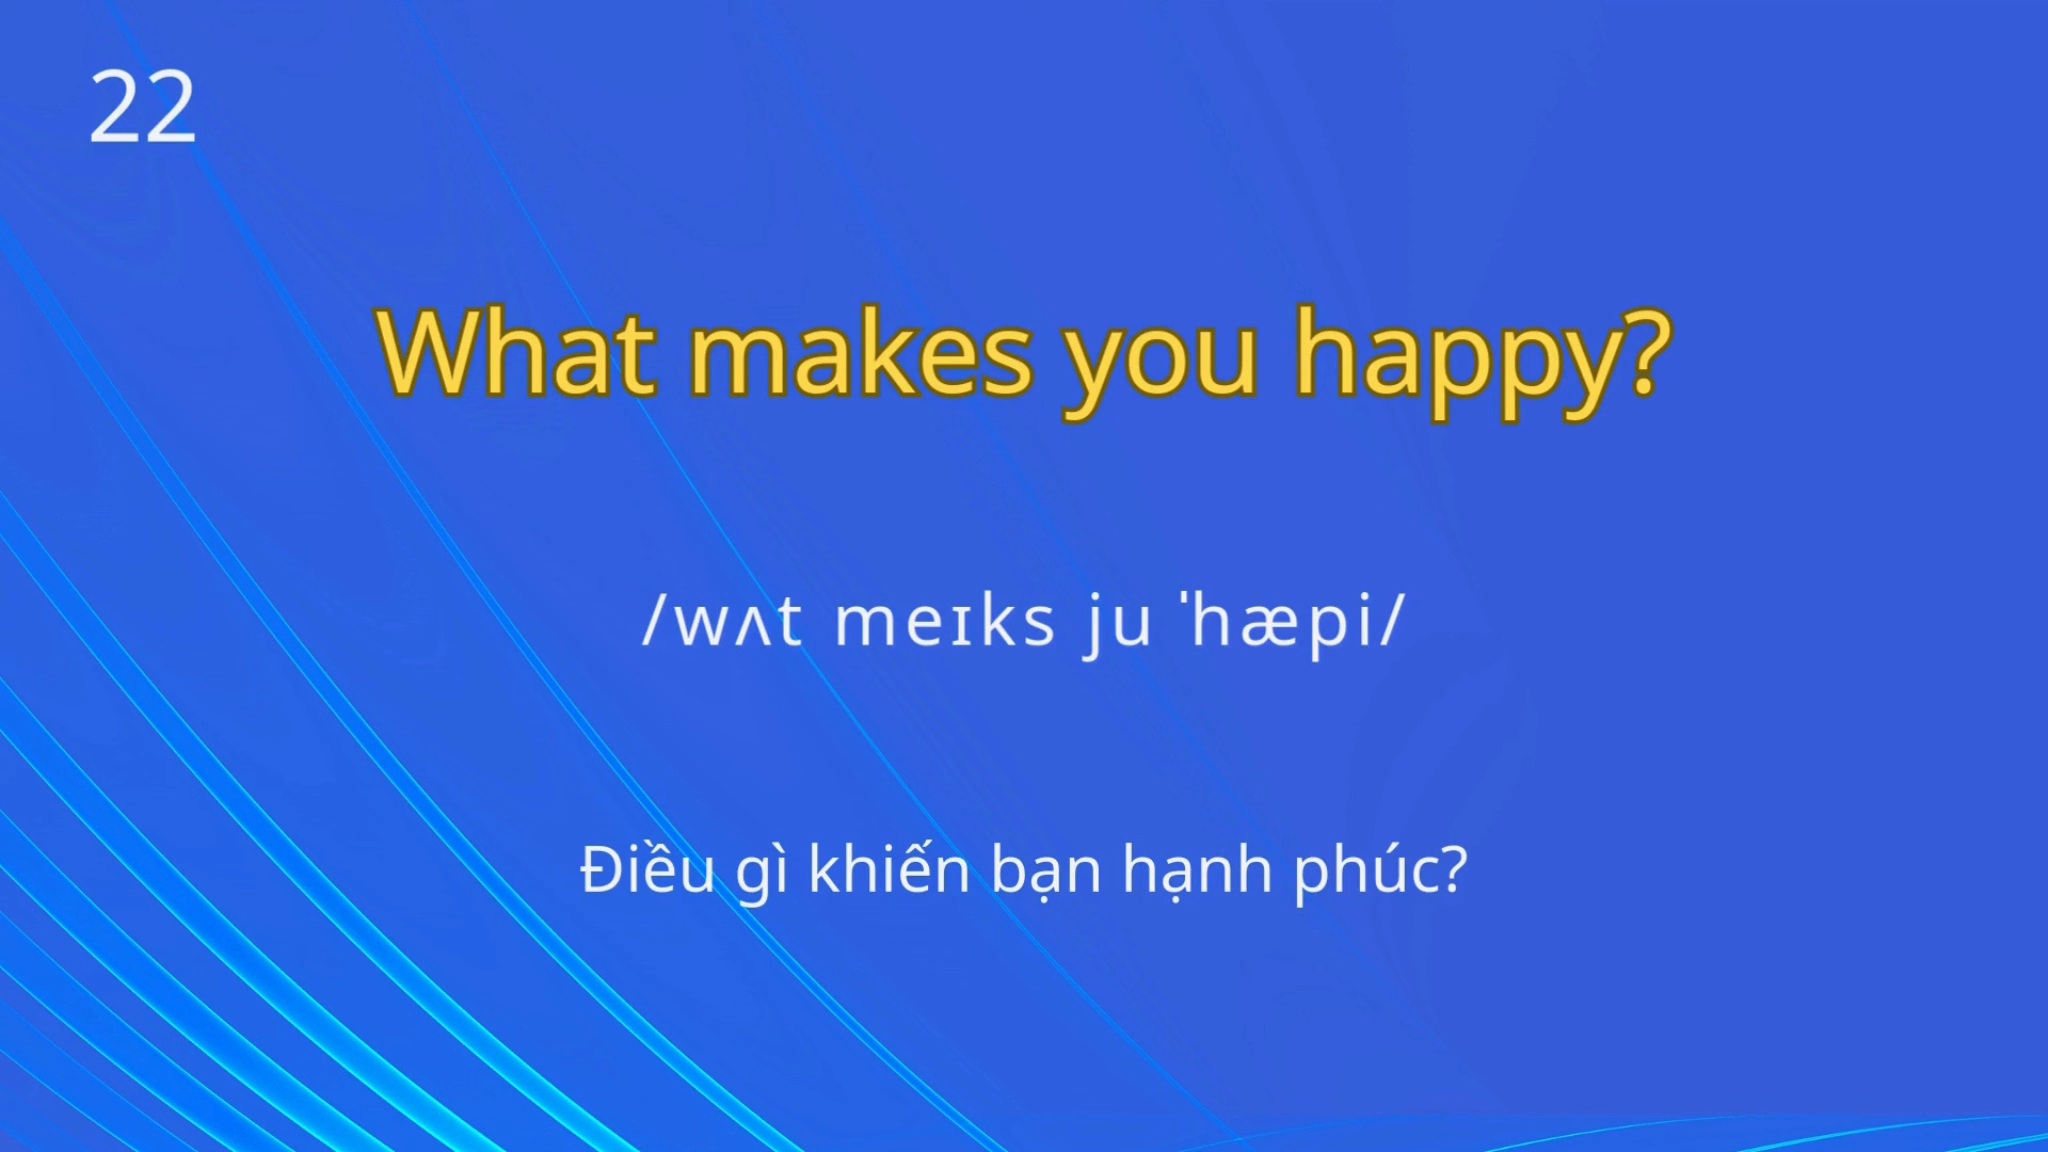 22
What makes you happy?
/wʌt meɪks ju ˈhæpi/
Điều gì khiến bạn hạnh phúc?